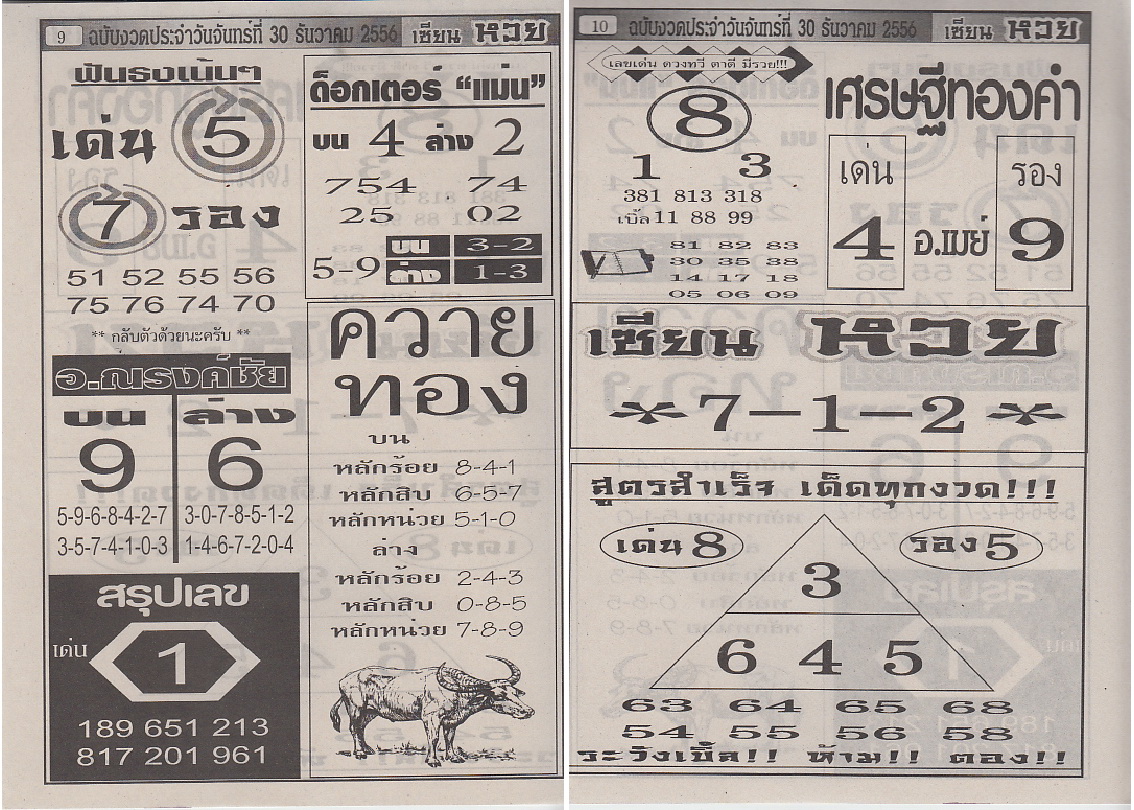 9 ฉบับงวดประจำวันจันทร์ที่ 30 ธันวาคม 2556 เซียน หวย
ฟันธงเน้นๆ
เด่น 5
7 รอง
51 52 55 56
75 76 74 70
** กลับตัวด้วยนะครับ **
ด็อกเตอร์ “แม่น”
บน 4 ล่าง 2
754 74
25 02
5-9 บน 3-2
ล่าง 1-3
อ.ณรงค์ชัย
บน ล่าง
9 6
5-9-6-8-4-2-7 3-0-7-8-5-1-2
3-5-7-4-1-0-3 1-4-6-7-2-0-4
สรุปเลข
เด่น 1
189 651 213
817 201 961
ควาย
ทอง
บน
หลักร้อย 8-4-1
หลักสิบ 6-5-7
หลักหน่วย 5-1-0
ล่าง
หลักร้อย 2-4-3
หลักสิบ 0-8-5
หลักหน่วย 7-8-9
10 ฉบับงวดประจำวันจันทร์ที่ 30 ธันวาคม 2556 เซียน หวย
เลขเด่น ดวงทวี ตาดี มีรวย!!!
8
1 3
381 813 318
เบิ้ล 11 88 99
81 82 83
30 35 38
14 17 18
05 06 09
เศรษฐีทองคำ
เด่น รอง
4 อ.เมย์ 9
เซียน หวย
* 7-1-2 *
สูตรสำเร็จ เด็ดทุกงวด!!!
เด่น 8 รอง 5
3
6 4 5
63 64 65 68
54 55 56 58
ระวังเบิ้ล!! ห้าม!! ตอง!!